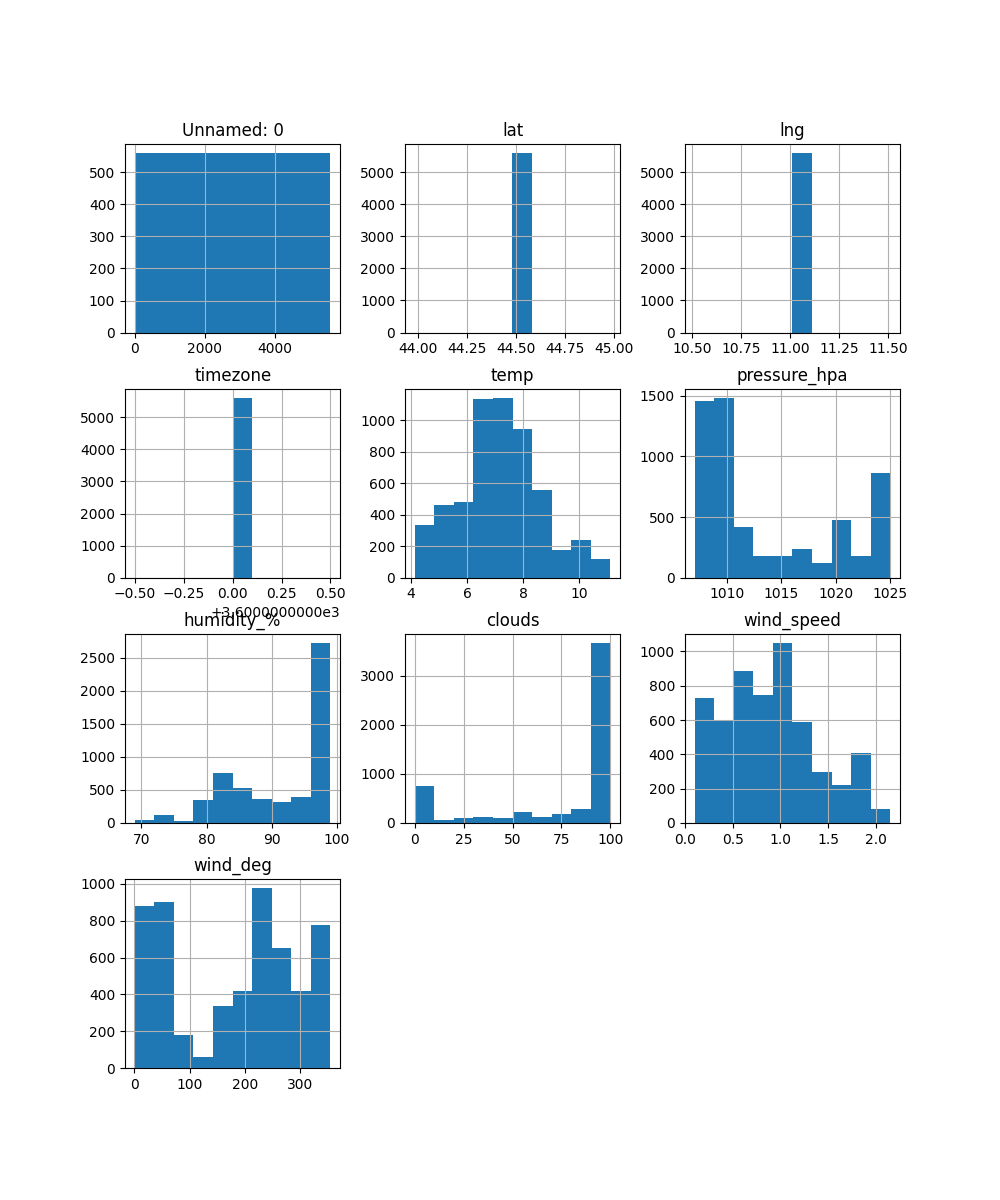 Unnamed: 0
lat
lng
500
400
300
200
100
0
0 2000 4000
5000
4000
3000
2000
1000
0
44.00 44.25 44.50 44.75 45.00
5000
4000
3000
2000
1000
0
10.50 10.75 11.00 11.25 11.50
timezone
temp
pressure_hpa
5000
4000
3000
2000
1000
0
−0.50 −0.25 0.00 0.25 0.50
+3.6000000000e3
1000
800
600
400
200
0
4 6 8 10
1500
1000
500
0
1010 1015 1020 1025
humidity_%
clouds
wind_speed
2500
2000
1500
1000
500
0
70 80 90 100
3000
2000
1000
0
0 25 50 75 100
1000
800
600
400
200
0
0.0 0.5 1.0 1.5 2.0
wind_deg
1000
800
600
400
200
0
0 100 200 300